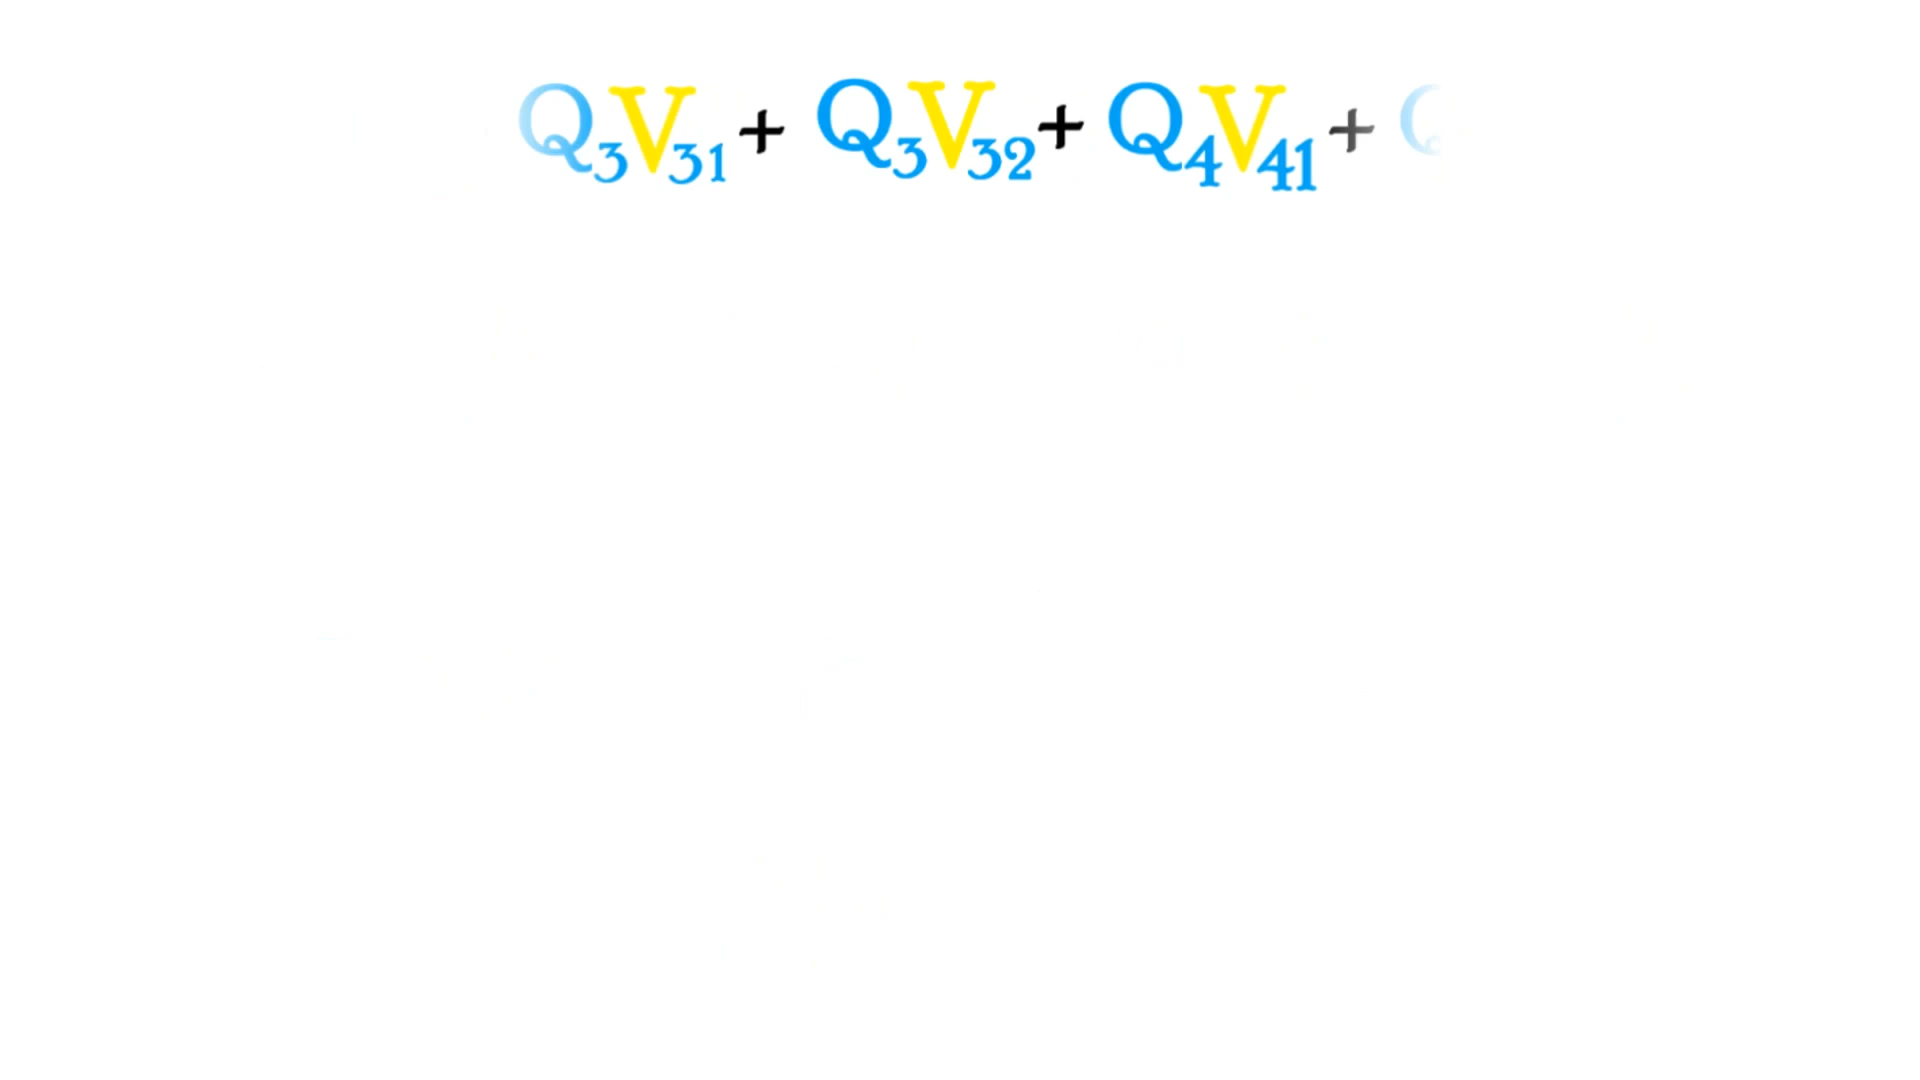 Q₃V₃₁ + Q₃V₃₂ + Q₄V₄₁ + Q